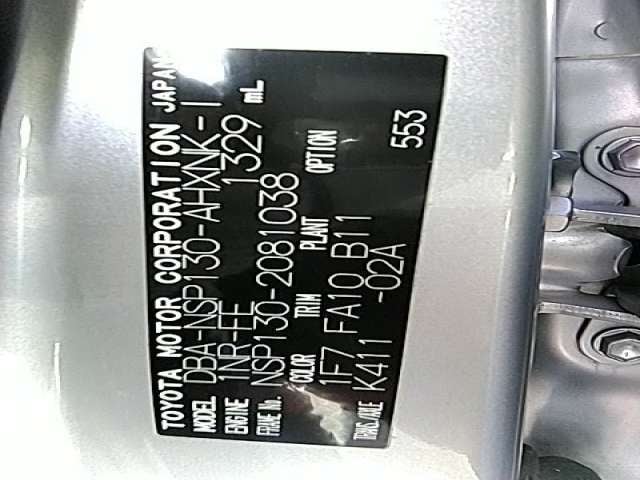 TOYOTA MOTOR CORPORATION JAPAN
MODEL DBA-NSP130-AHXNK-1
ENGINE 1NR-FE 1329 mL
FRAME No. NSP130-2081038
COLOR TRIM PLANT OPTION
1F7 FA10 B11 553
TRANS./AXLE K411 -02A